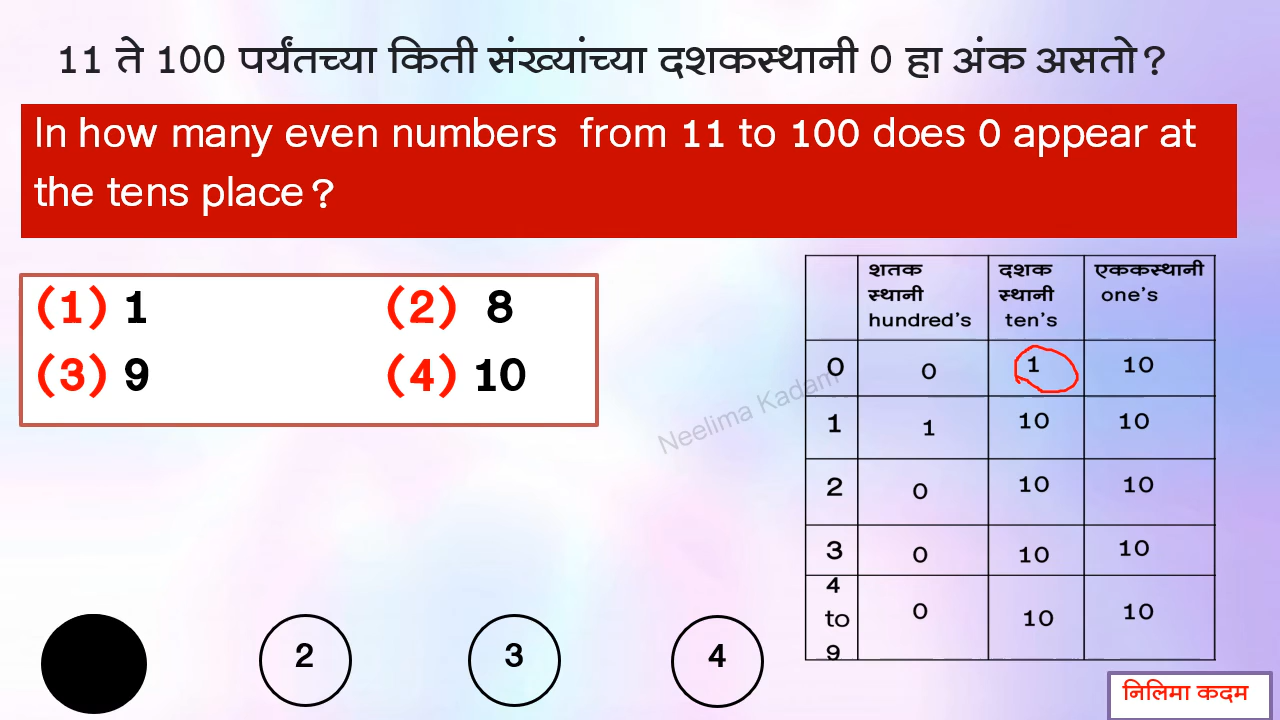 11 ते 100 पर्यंतच्या किती संख्यांच्या दशकस्थानी 0 हा अंक असतो?
In how many even numbers from 11 to 100 does 0 appear at
the tens place?
(1) 1 (2) 8
(3) 9 (4) 10
शतक स्थानी hundred's दशक स्थानी ten's एककस्थानी one's
0 0 1 10
1 1 10 10
2 0 10 10
3 0 10 10
4 to 9 0 10 10
Neelima Kadam
2 3 4
निलिमा कदम